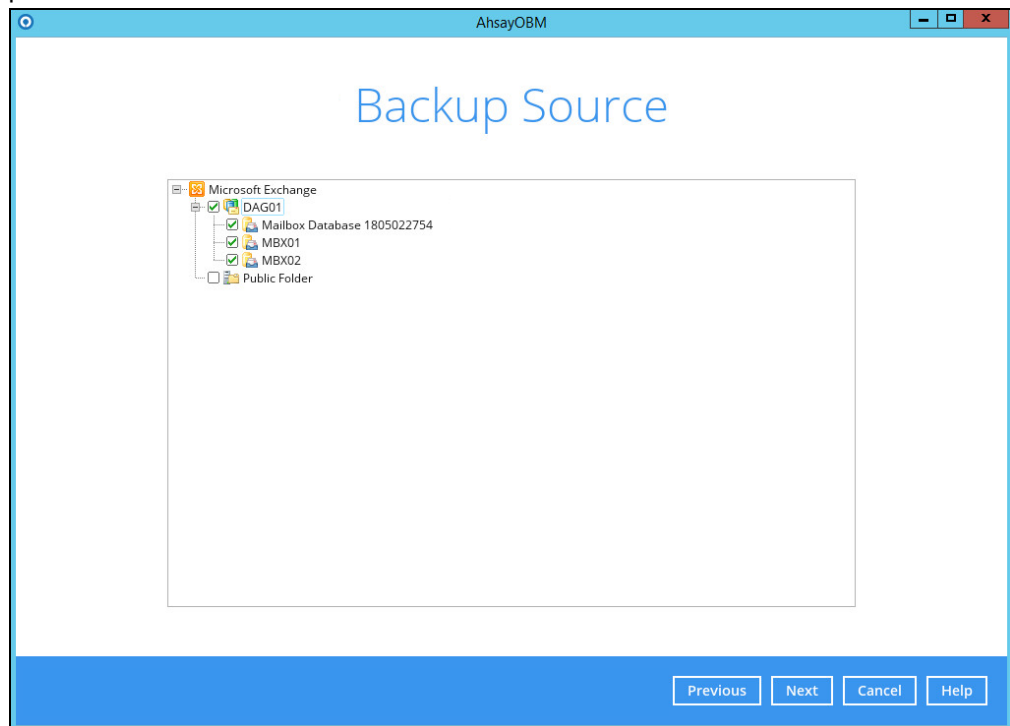 AhsayOBM
Backup Source
Microsoft Exchange
DAG01
Mailbox Database 1805022754
MBX01
MBX02
Public Folder
Previous Next Cancel Help